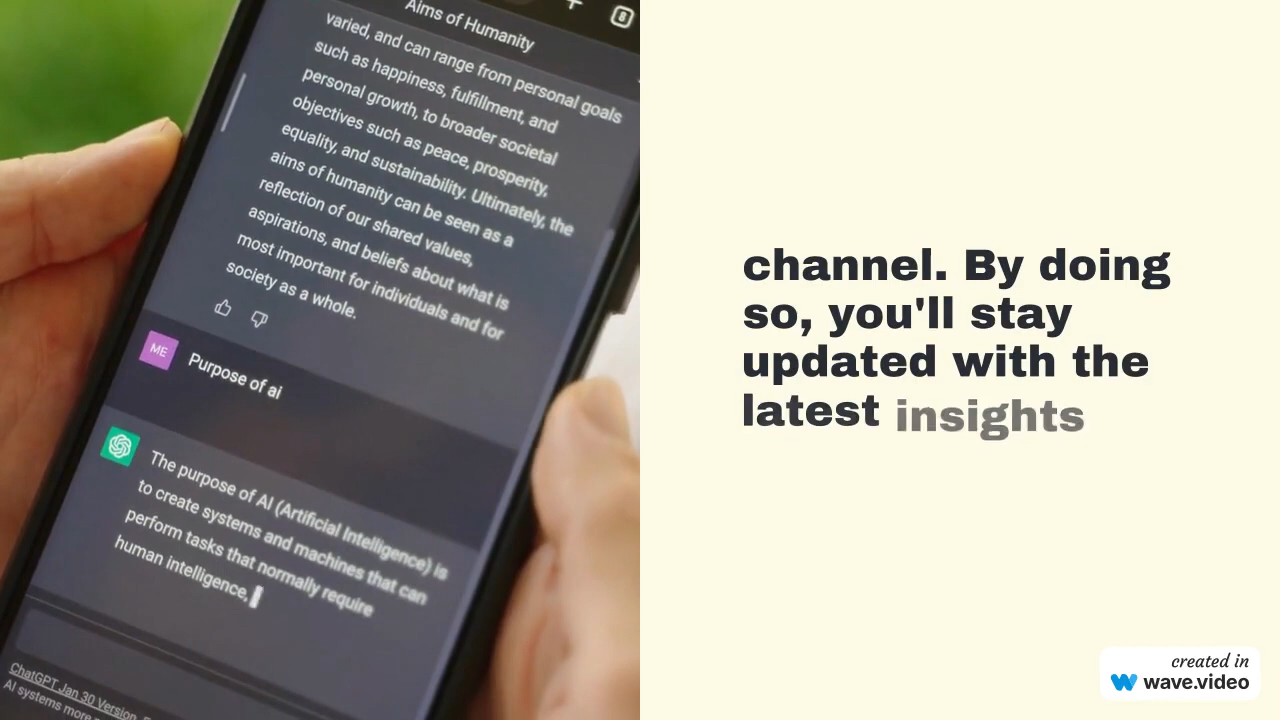 8
Aims of Humanity
varied, and can range from personal goals
such as happiness, fulfillment, and
personal growth, to broader societal
objectives such as peace, prosperity,
equality, and sustainability. Ultimately, the
aims of humanity can be seen as a
reflection of our shared values,
aspirations, and beliefs about what is
most important for individuals and for
society as a whole.
ME
Purpose of ai
The purpose of AI (Artificial Intelligence) is
to create systems and machines that can
perform tasks that normally require
human intelligence,
ChatGPT Jan 30 Version.
AI systems more
channel. By doing
so, you'll stay
updated with the
latest insights
created in
wave.video